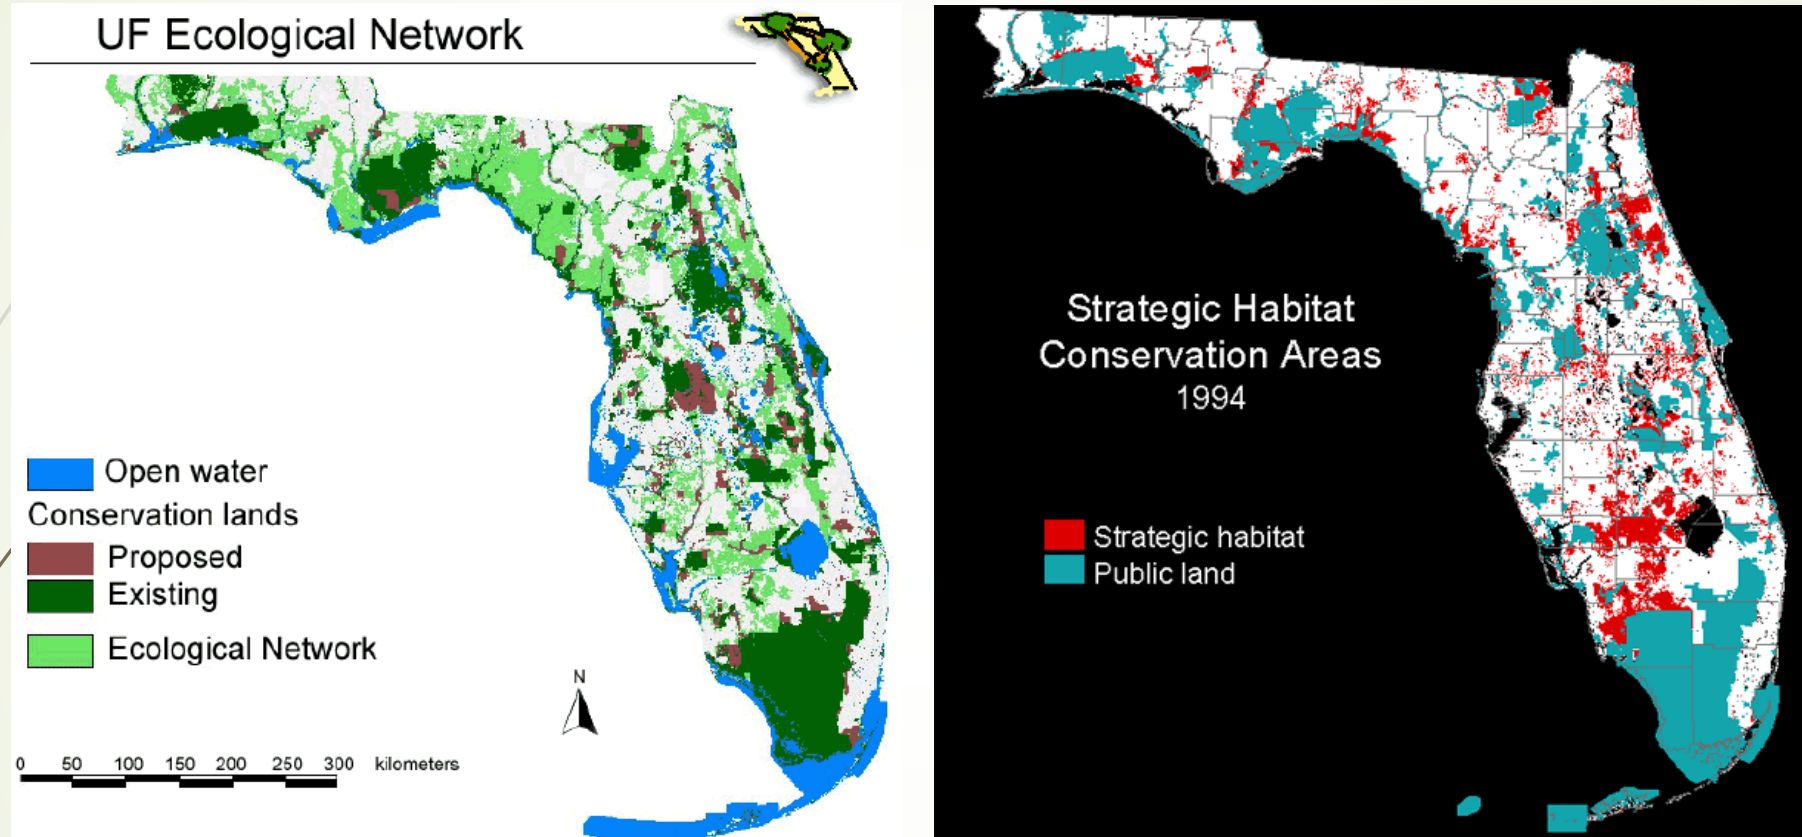 UF Ecological Network
Open water
Conservation lands
Proposed
Existing
Ecological Network
N
0 50 100 150 200 250 300 kilometers
Strategic Habitat
Conservation Areas
1994
Strategic habitat
Public land